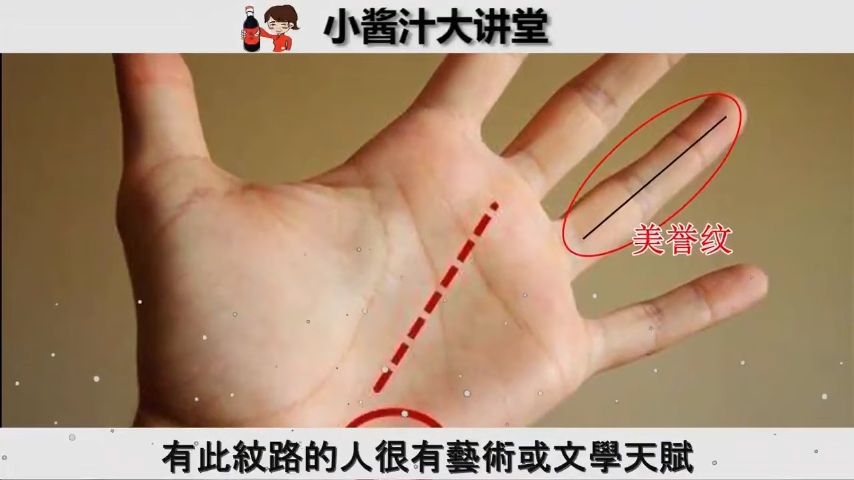 小酱汁大讲堂
美誉纹
有此紋路的人很有藝術或文學天賦